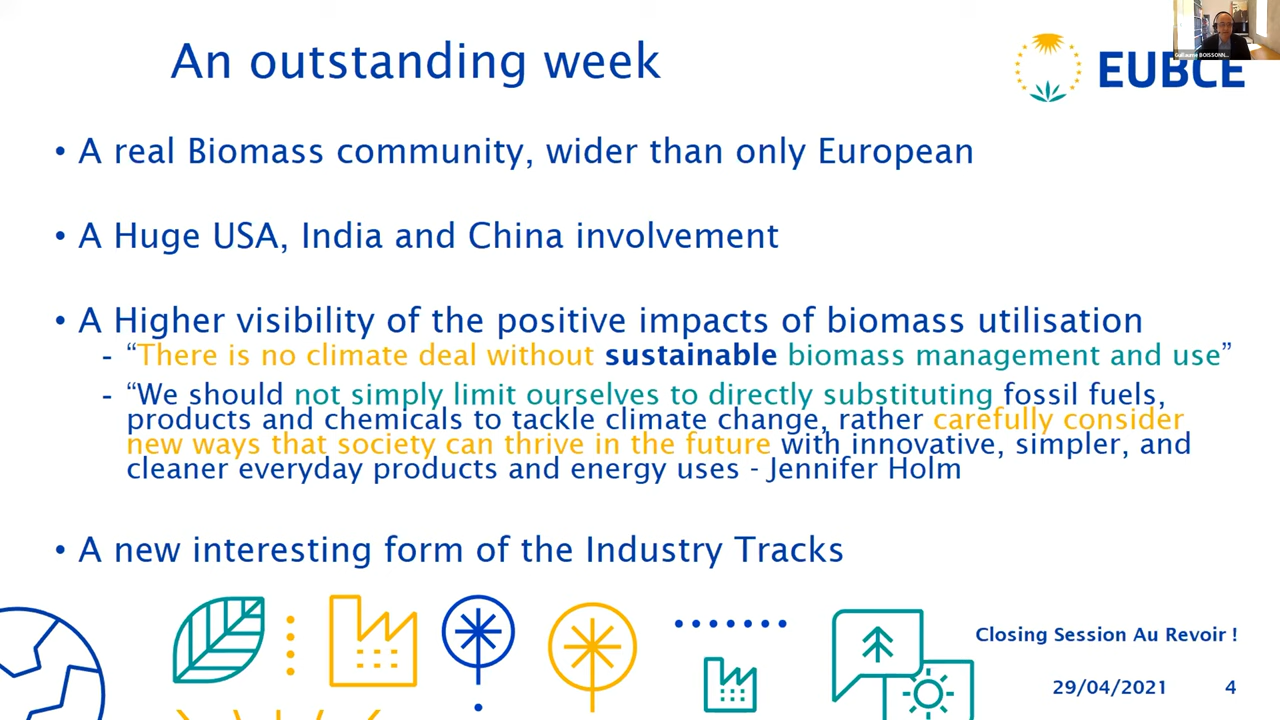 An outstanding week
EUBCE
Guillaume BOISSONN...
• A real Biomass community, wider than only European
• A Huge USA, India and China involvement
• A Higher visibility of the positive impacts of biomass utilisation
- “There is no climate deal without sustainable biomass management and use”
- “We should not simply limit ourselves to directly substituting fossil fuels,
products and chemicals to tackle climate change, rather carefully consider
new ways that society can thrive in the future with innovative, simpler, and
cleaner everyday products and energy uses - Jennifer Holm
• A new interesting form of the Industry Tracks
Closing Session Au Revoir !
29/04/2021 4